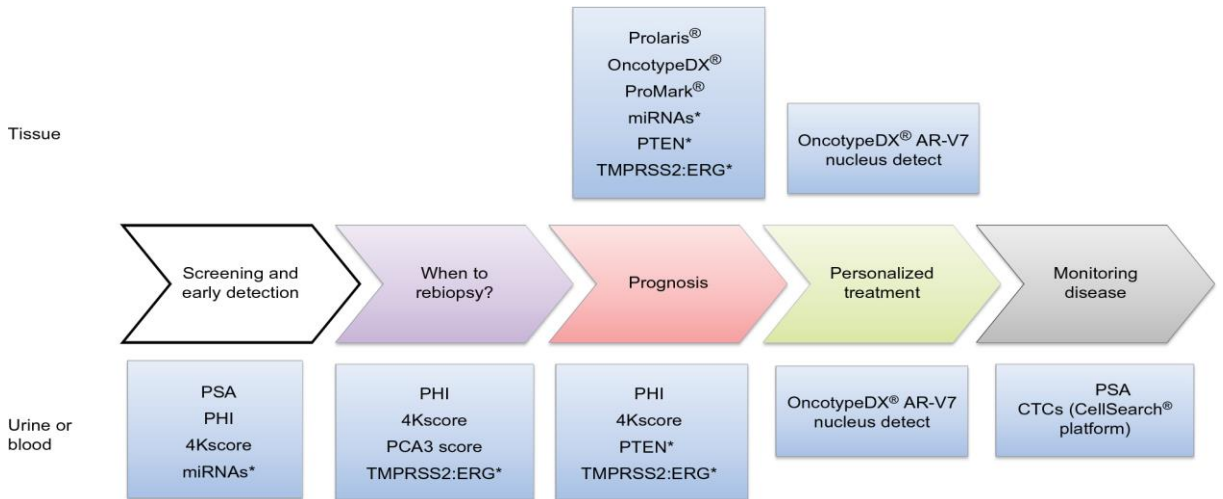 Prolaris®
OncotypeDX®
ProMark®
miRNAs*
PTEN*
TMPRSS2:ERG*
Tissue
OncotypeDX® AR-V7
nucleus detect
Screening and
early detection
When to
rebiopsy?
Prognosis
Personalized
treatment
Monitoring
disease
Urine or
blood
PSA
PHI
4Kscore
miRNAs*
PHI
4Kscore
PCA3 score
TMPRSS2:ERG*
PHI
4Kscore
PTEN*
TMPRSS2:ERG*
OncotypeDX® AR-V7
nucleus detect
PSA
CTCs (CellSearch®
platform)